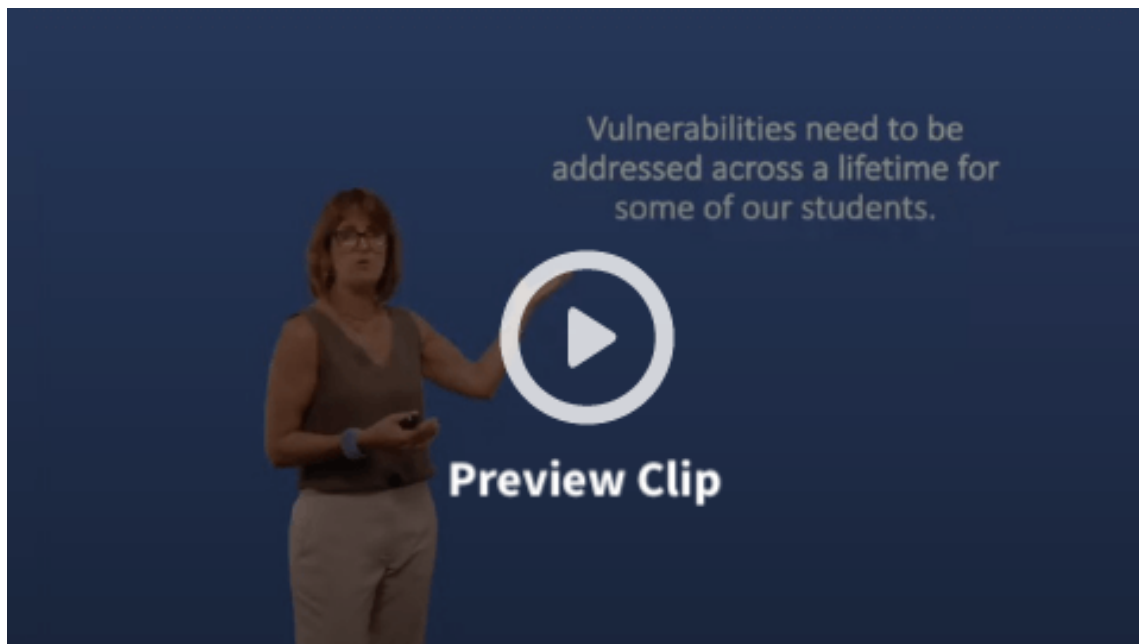 Vulnerabilities need to be
addressed across a lifetime for
some of our students.
Preview Clip